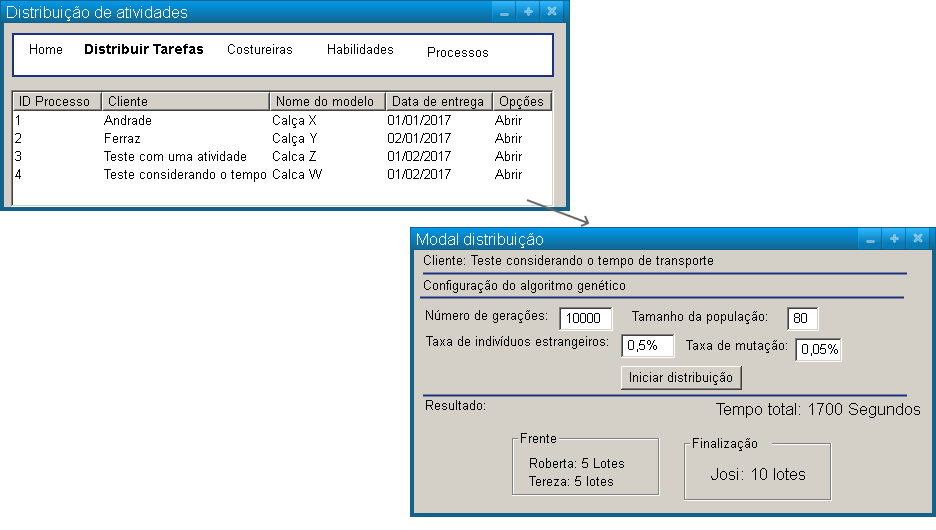 Distribuição de atividades
Home Distribuir Tarefas Costureiras Habilidades Processos
ID Processo Cliente Nome do modelo Data de entrega Opções
1 Andrade Calça X 01/01/2017 Abrir
2 Ferraz Calça Y 02/01/2017 Abrir
3 Teste com uma atividade Calca Z 01/02/2017 Abrir
4 Teste considerando o tempo Calca W 01/02/2017 Abrir
Modal distribuição
Cliente: Teste considerando o tempo de transporte
Configuração do algoritmo genético
Número de gerações: 10000 Tamanho da população: 80
Taxa de indivíduos estrangeiros: 0,5% Taxa de mutação: 0,05%
Iniciar distribuição
Resultado: Tempo total: 1700 Segundos
Frente
Roberta: 5 Lotes
Tereza: 5 lotes
Finalização
Josi: 10 lotes